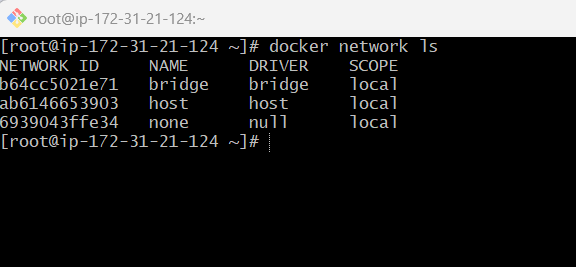 root@ip-172-31-21-124:~
[root@ip-172-31-21-124 ~]# docker network ls
NETWORK ID     NAME      DRIVER    SCOPE
b64cc5021e71   bridge    bridge    local
ab6146653903   host      host      local
6939043ffe34   none      null      local
[root@ip-172-31-21-124 ~]#